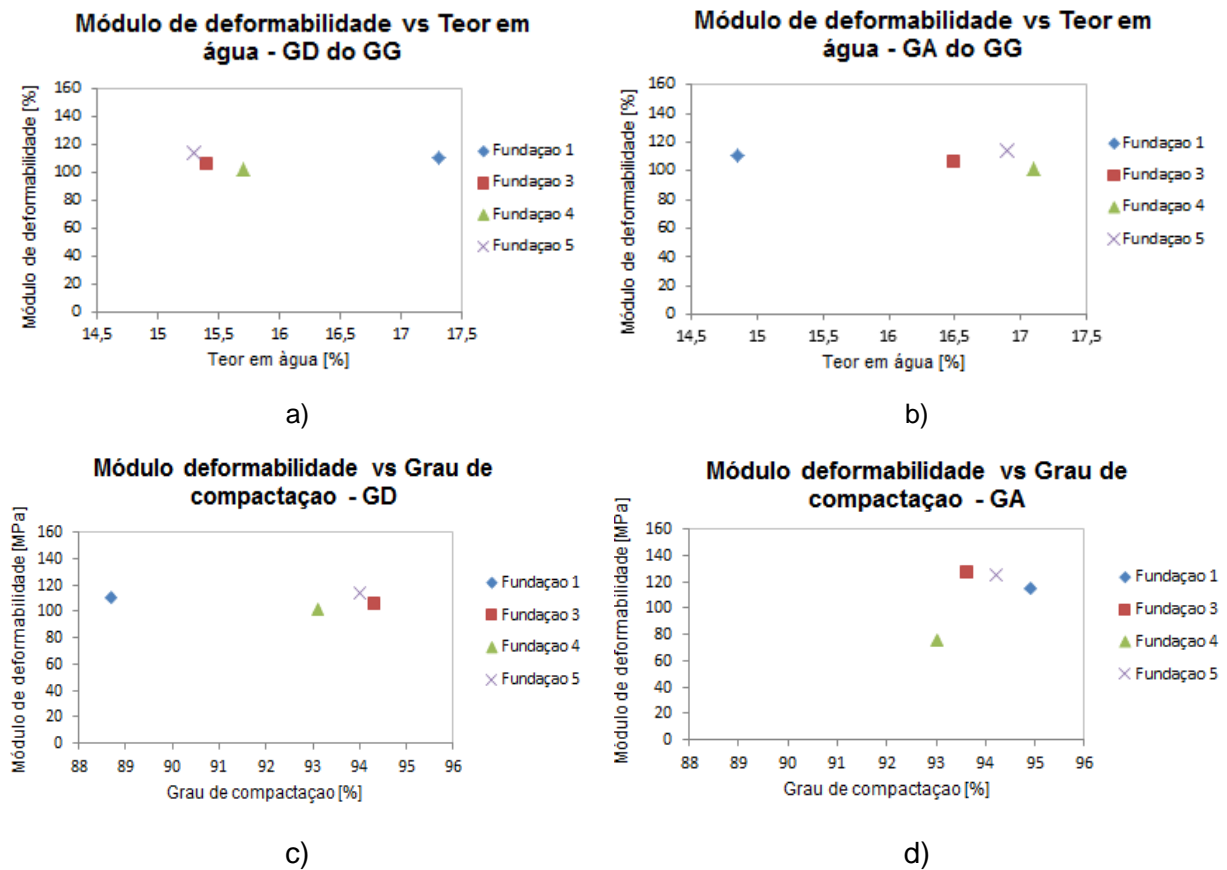 Módulo de deformabilidade vs Teor em
água - GD do GG
Módulo de deformabilidade [%]
160
140
120
100
80
60
40
20
0
14,5 15 15,5 16 16,5 17 17,5
Teor em àgua [%]
Fundaçao 1
Fundaçao 3
Fundaçao 4
Fundaçao 5
a)
Módulo de deformabilidade vs Teor em
água - GA do GG
Módulo de deformabilidade [%]
160
140
120
100
80
60
40
20
0
14,5 15 15,5 16 16,5 17 17,5
Teor em água [%]
Fundaçao 1
Fundaçao 3
Fundaçao 4
Fundaçao 5
b)
Módulo deformabilidade vs Grau de
compactaçao - GD
Módulo de deformabilidade [MPa]
160
140
120
100
80
60
40
20
0
88 89 90 91 92 93 94 95 96
Grau de compactaçao [%]
Fundaçao 1
Fundaçao 3
Fundaçao 4
Fundaçao 5
c)
Módulo deformabilidade vs Grau de
compactaçao - GA
Módulo de deformabilidade [MPa]
160
140
120
100
80
60
40
20
0
88 89 90 91 92 93 94 95 96
Grau de compactaçao [%]
Fundaçao 1
Fundaçao 3
Fundaçao 4
Fundaçao 5
d)